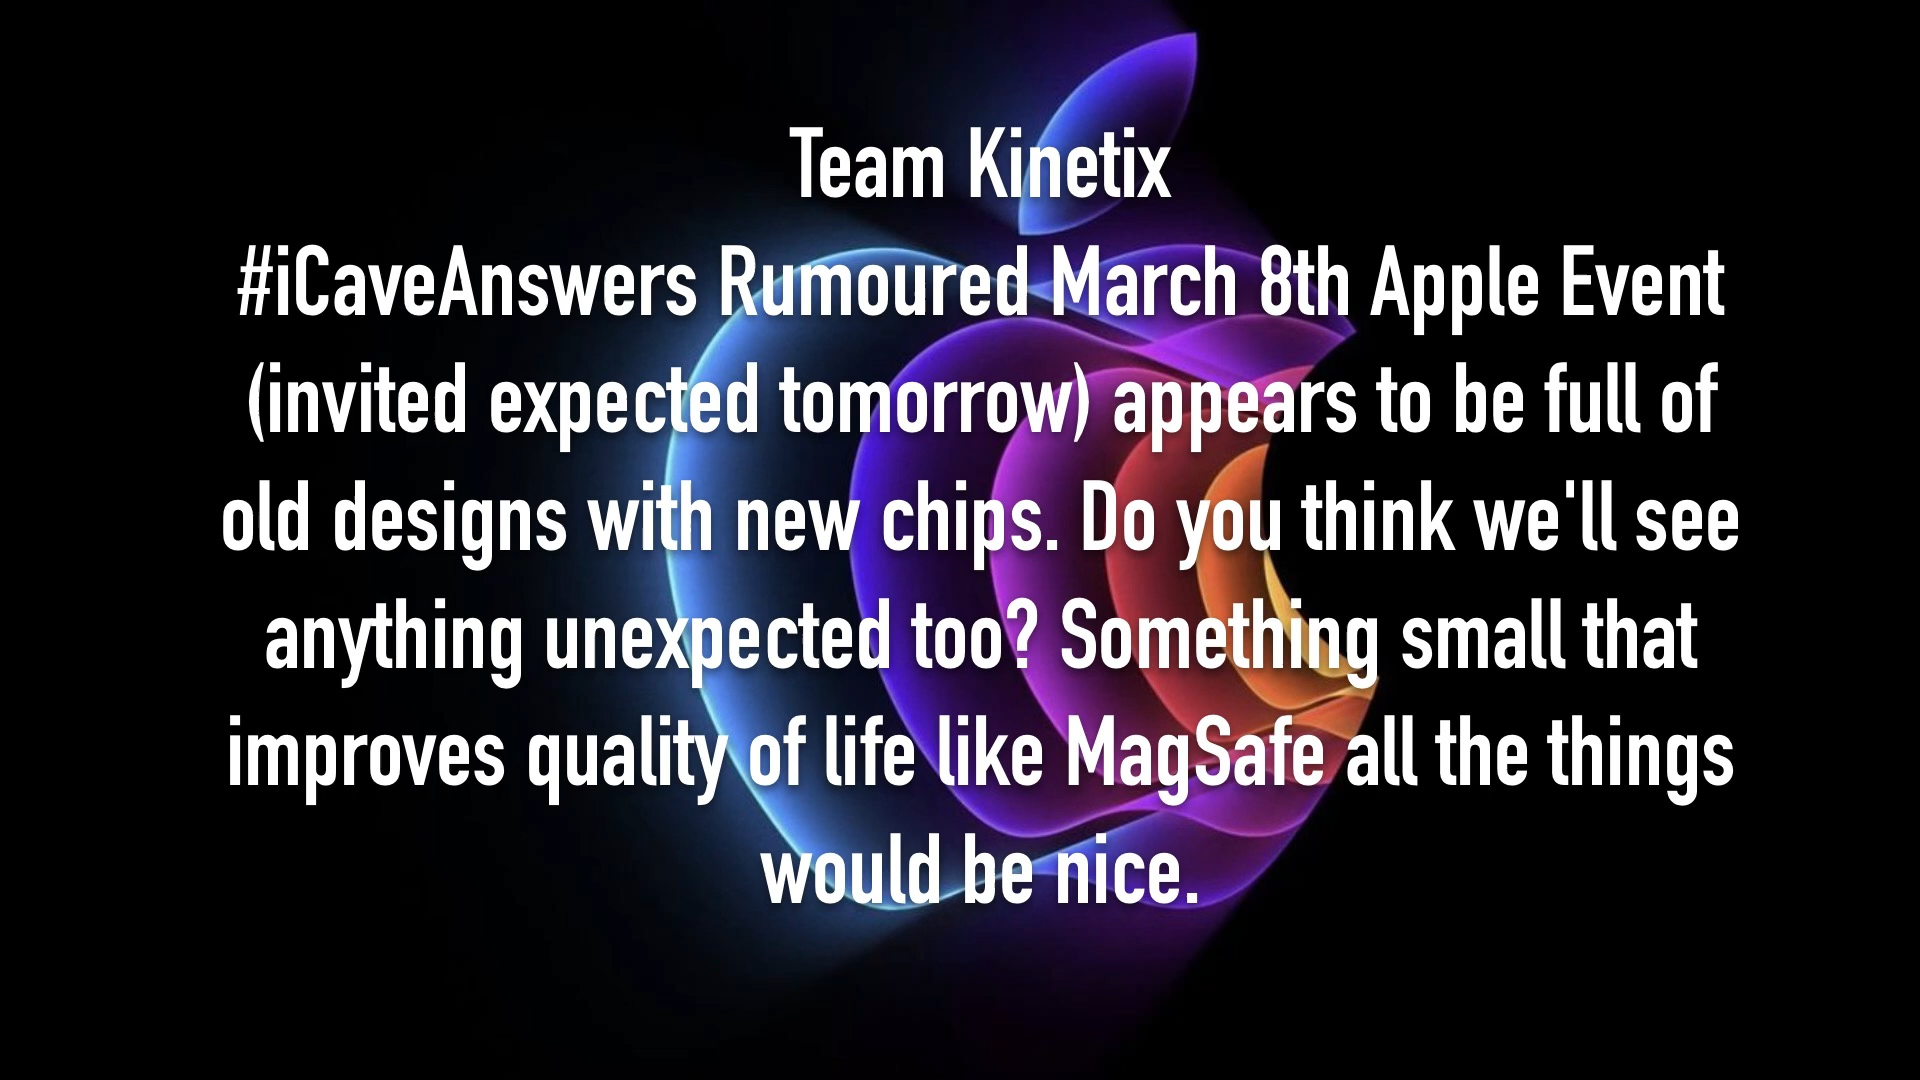 Team Kinetix
#iCaveAnswers Rumoured March 8th Apple Event
(invited expected tomorrow) appears to be full of
old designs with new chips. Do you think we'll see
anything unexpected too? Something small that
improves quality of life like MagSafe all the things
would be nice.